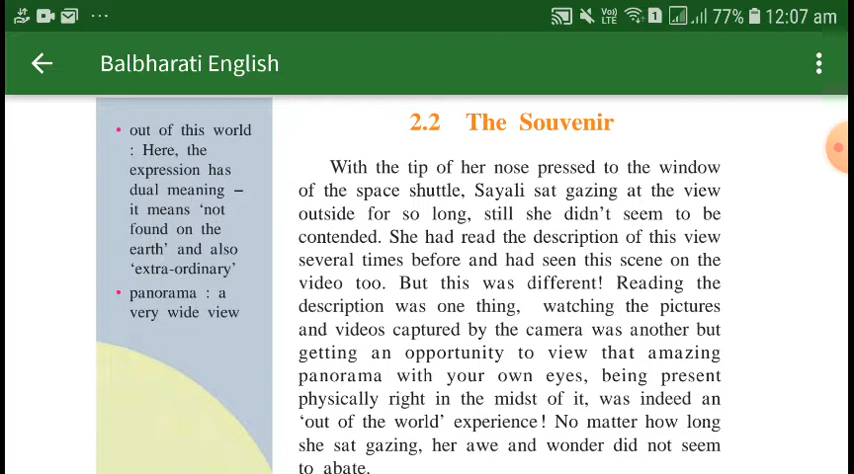 ... Vo)) LTE 1 77% 12:07 am
Balbharati English
• out of this world
: Here, the
expression has
dual meaning –
it means ‘not
found on the
earth’ and also
‘extra-ordinary’
• panorama : a
very wide view
2.2 The Souvenir
With the tip of her nose pressed to the window
of the space shuttle, Sayali sat gazing at the view
outside for so long, still she didn’t seem to be
contended. She had read the description of this view
several times before and had seen this scene on the
video too. But this was different! Reading the
description was one thing, watching the pictures
and videos captured by the camera was another but
getting an opportunity to view that amazing
panorama with your own eyes, being present
physically right in the midst of it, was indeed an
‘out of the world’ experience! No matter how long
she sat gazing, her awe and wonder did not seem
to abate.